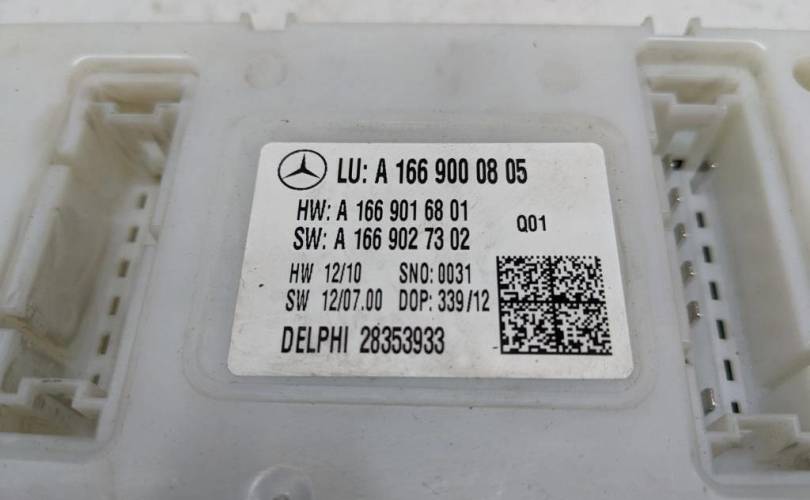 LU: A 166 900 08 05
HW: A 166 901 68 01
SW: A 166 902 73 02
Q01
HW 12/10 SNO: 0031
SW 12/07.00 DOP: 339/12
DELPHI 28353933